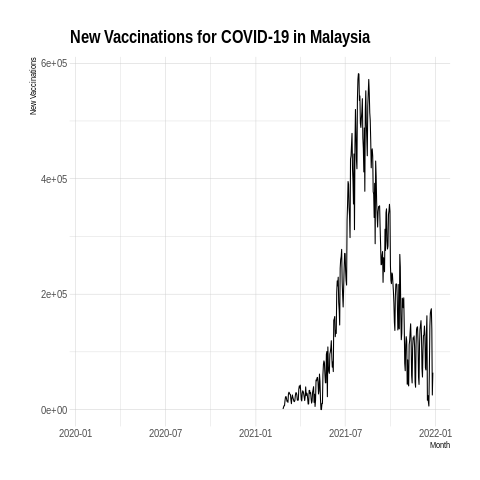 New Vaccinations for COVID-19 in Malaysia
New Vaccinations
6e+05
4e+05
2e+05
0e+00
2020-01 2020-07 2021-01 2021-07 2022-01
Month